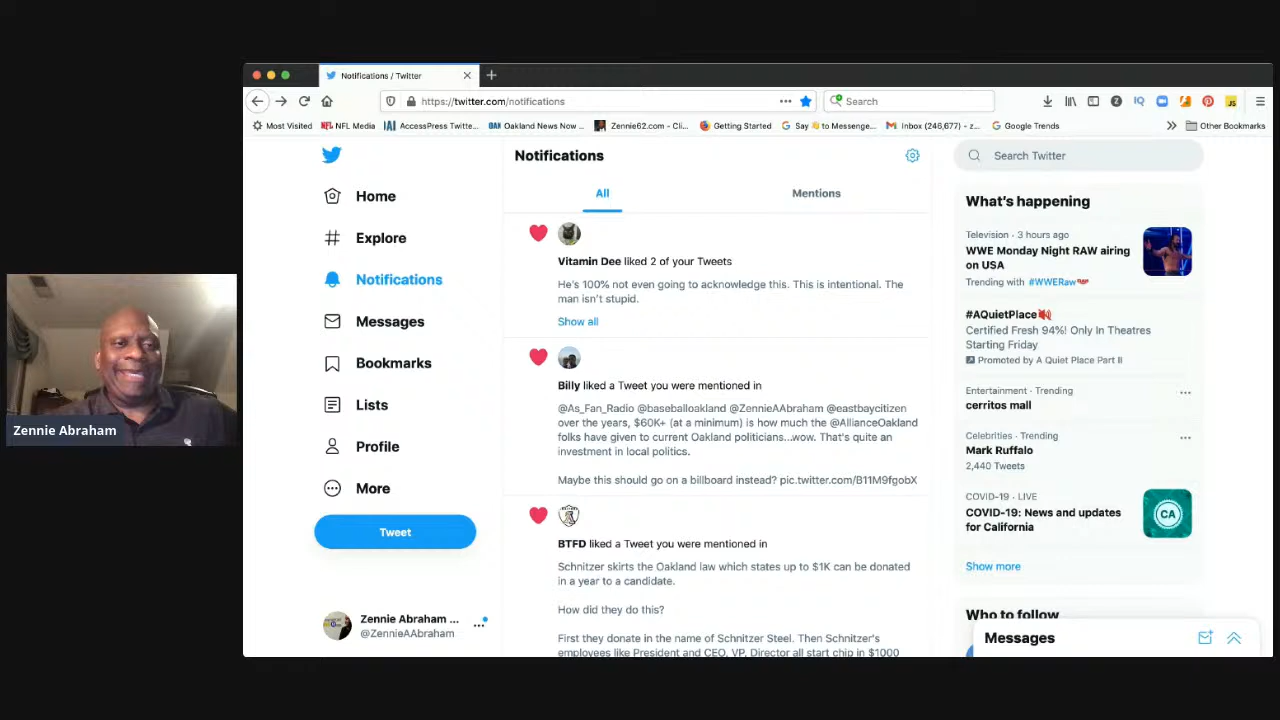 Notifications / Twitter
https://twitter.com/notifications
Search
Most Visited
NFL Media
AccessPress Twitte...
Oakland News Now ...
Zennie62.com - Cli...
Getting Started
Say 👋 to Messenge...
Inbox (246,677) - z...
Google Trends
Other Bookmarks
Home
Explore
Notifications
Messages
Bookmarks
Lists
Profile
More
Tweet
Zennie Abraham ...
@ZennieAAbraham
Notifications
All
Mentions
Vitamin Dee liked 2 of your Tweets
He's 100% not even going to acknowledge this. This is intentional. The
man isn't stupid.
Show all
Billy liked a Tweet you were mentioned in
@As_Fan_Radio @baseballoakland @ZennieAAbraham @eastbaycitizen
over the years, $60K+ (at a minimum) is how much the @AllianceOakland
folks have given to current Oakland politicians...wow. That's quite an
investment in local politics.
Maybe this should go on a billboard instead? pic.twitter.com/B11M9fgobX
BTFD liked a Tweet you were mentioned in
Schnitzer skirts the Oakland law which states up to $1K can be donated
in a year to a candidate.
How did they do this?
First they donate in the name of Schnitzer Steel. Then Schnitzer's
employees like President and CEO, VP, Director all start chip in $1000
Search Twitter
What's happening
Television · 3 hours ago
WWE Monday Night RAW airing
on USA
Trending with #WWERaw
#AQuietPlace
Certified Fresh 94%! Only In Theatres
Starting Friday
Promoted by A Quiet Place Part II
Entertainment · Trending
cerritos mall
Celebrities · Trending
Mark Ruffalo
2,440 Tweets
COVID-19 · LIVE
COVID-19: News and updates
for California
CA
Show more
Who to follow
Messages
Zennie Abraham